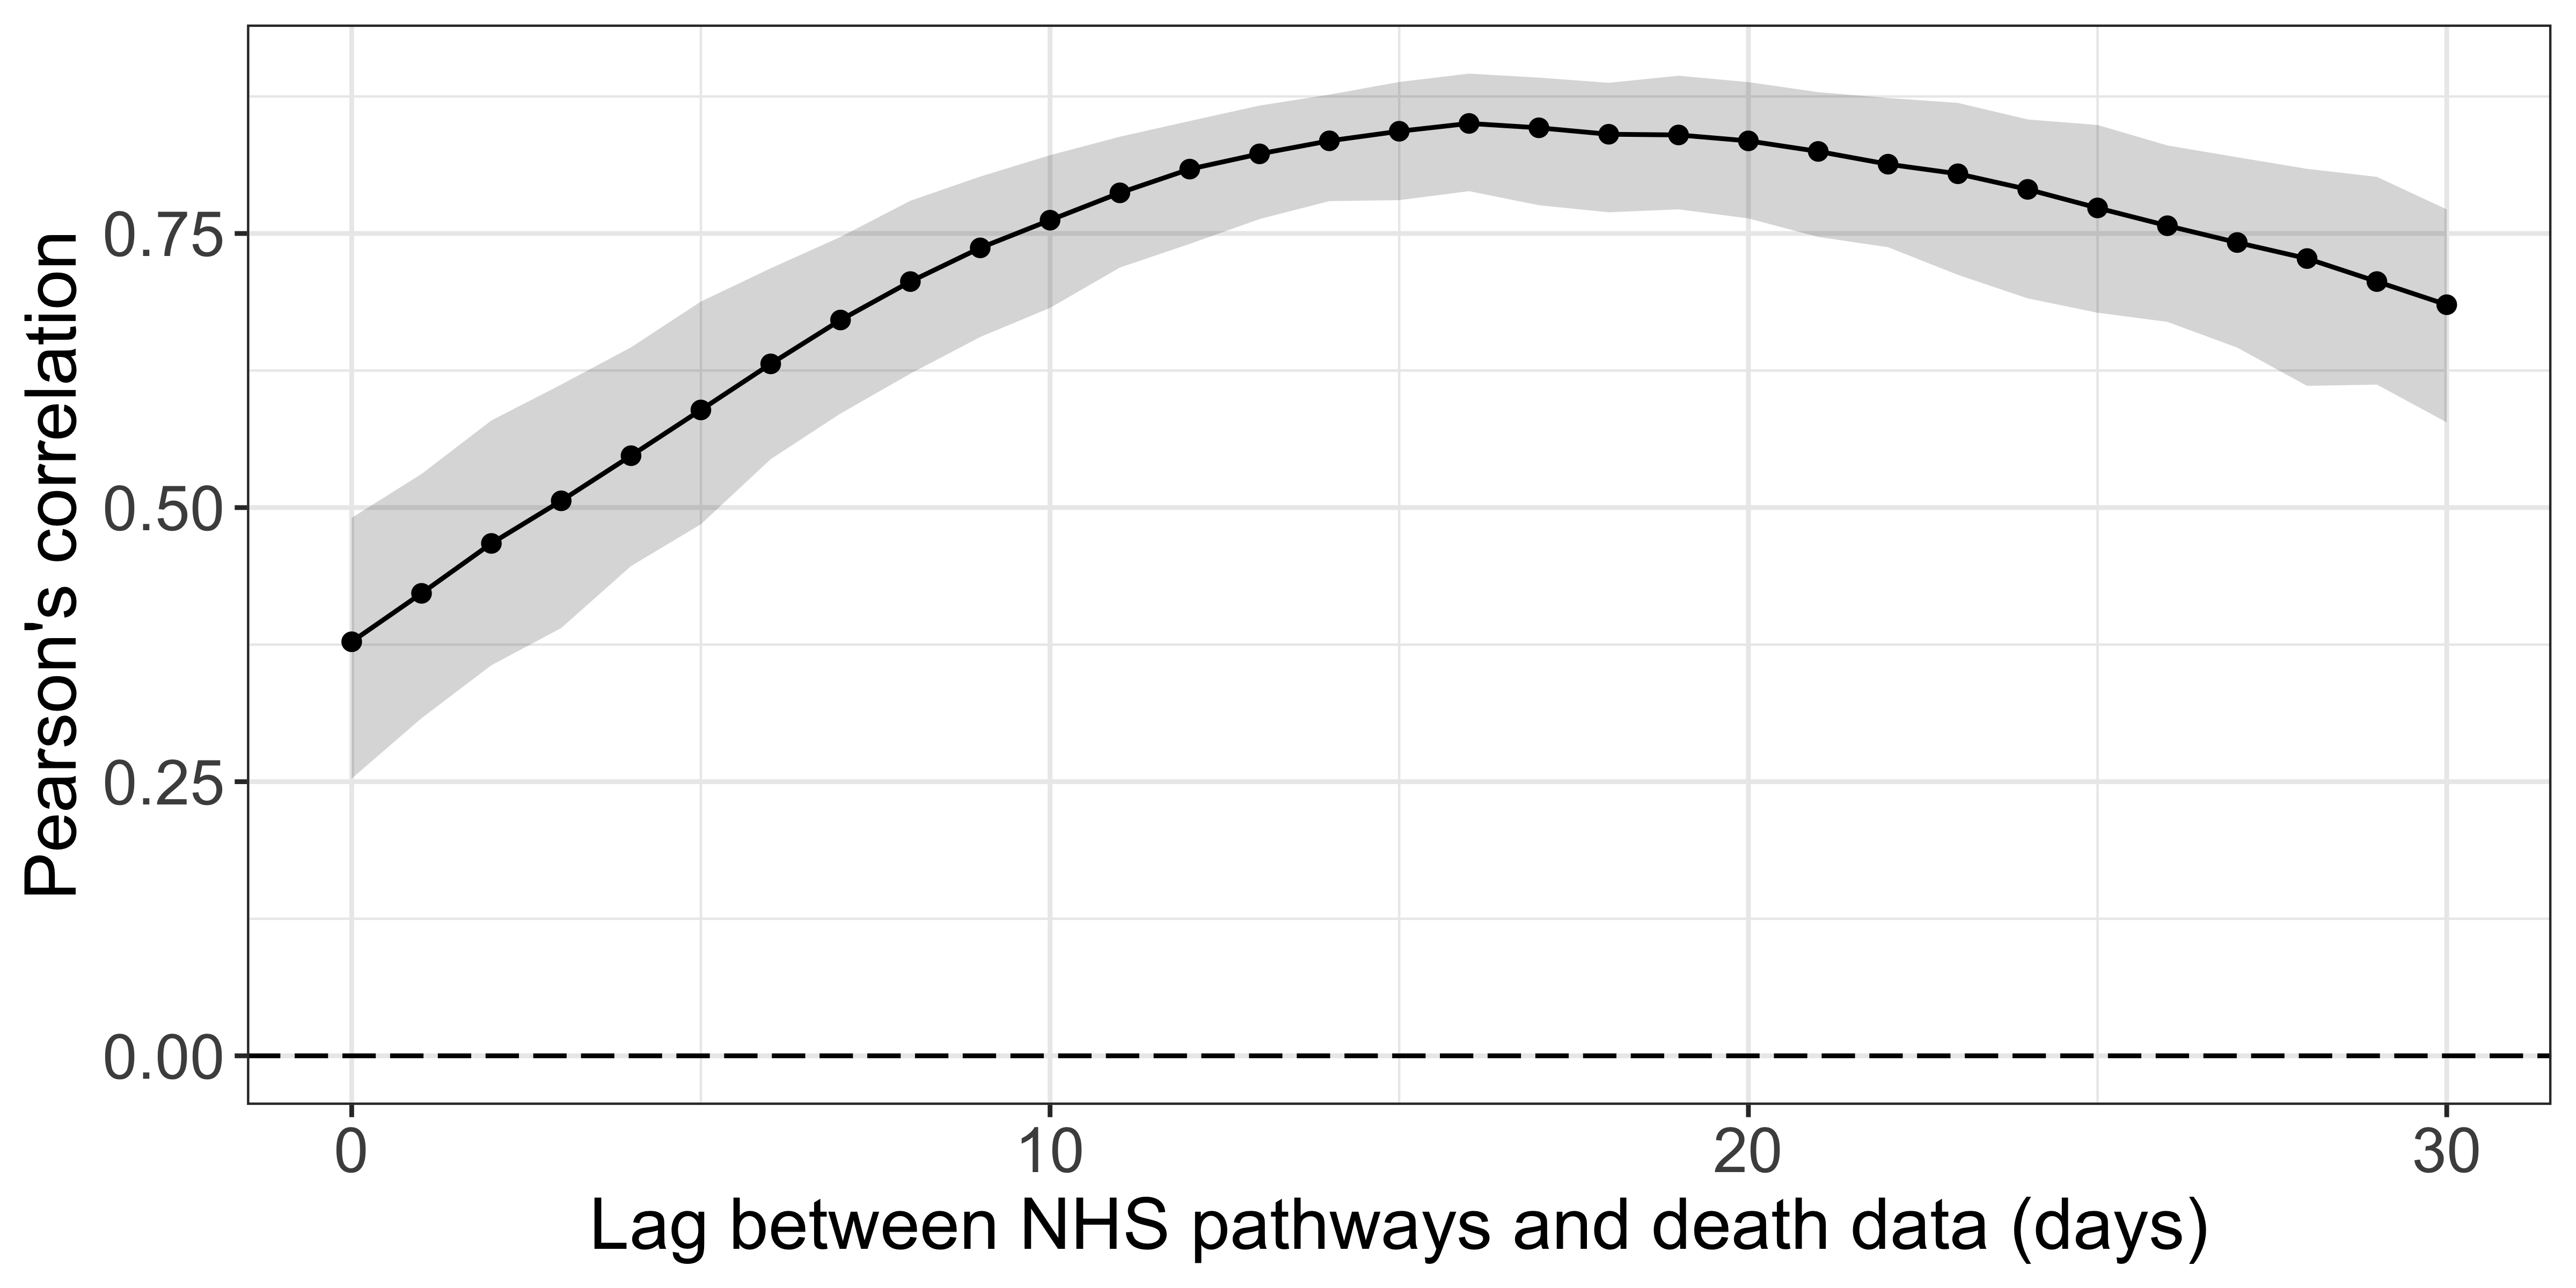 Pearson's correlation
0.75
0.50
0.25
0.00
0 10 20 30
Lag between NHS pathways and death data (days)